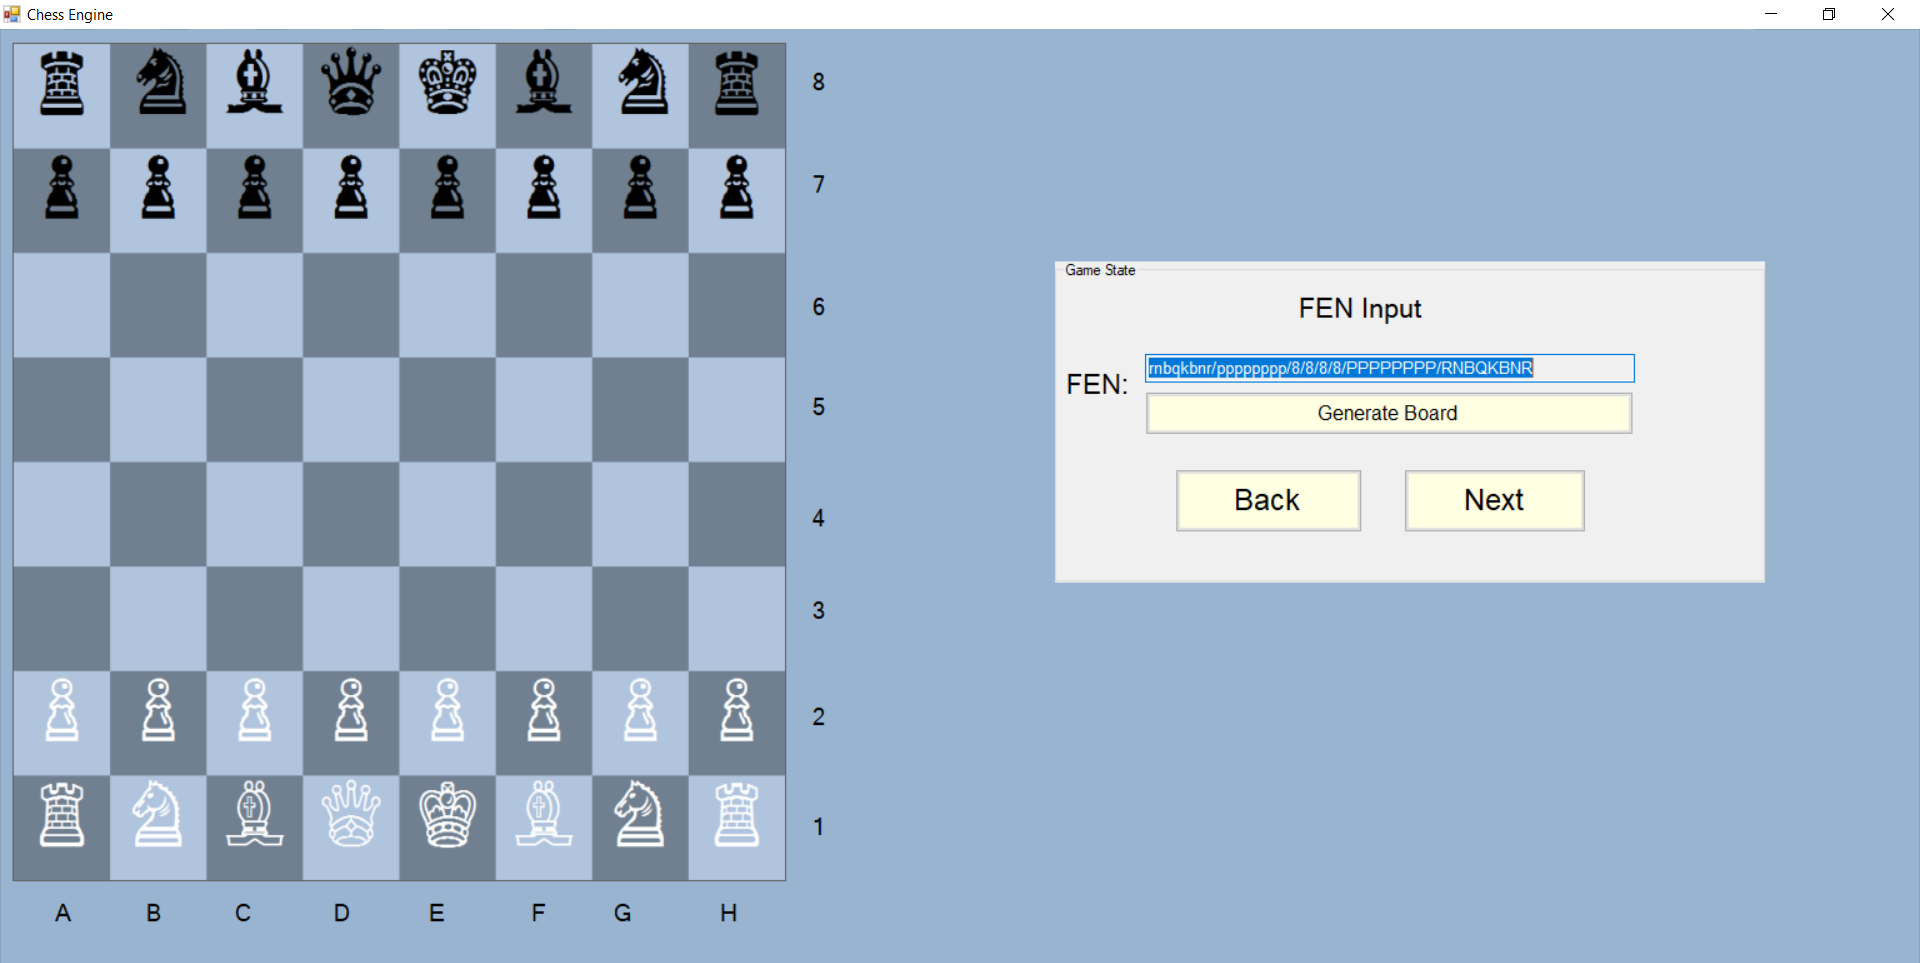 Chess Engine
8
7
6
5
4
3
2
1
A B C D E F G H
Game State
FEN Input
FEN:
rnbqkbnr/pppppppp/8/8/8/8/PPPPPPPP/RNBQKBNR
Generate Board
Back Next